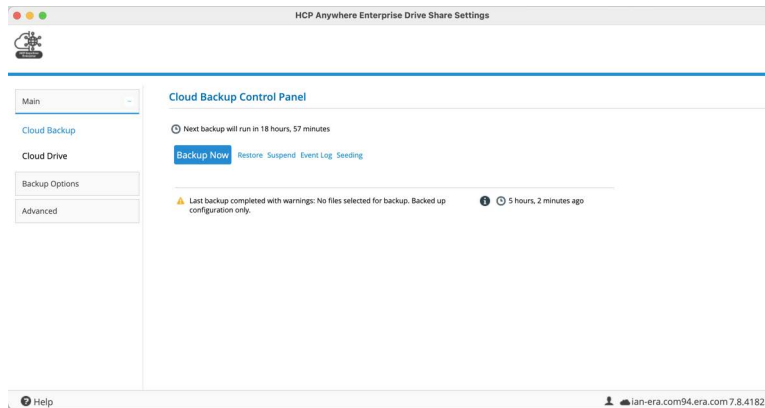 HCP Anywhere Enterprise Drive Share Settings
Main
Cloud Backup
Cloud Drive
Backup Options
Advanced
Cloud Backup Control Panel
Next backup will run in 18 hours, 57 minutes
Backup Now Restore Suspend Event Log Seeding
Last backup completed with warnings: No files selected for backup. Backed up
configuration only.
5 hours, 2 minutes ago
Help
ian-era.com94.era.com 7.8.4182